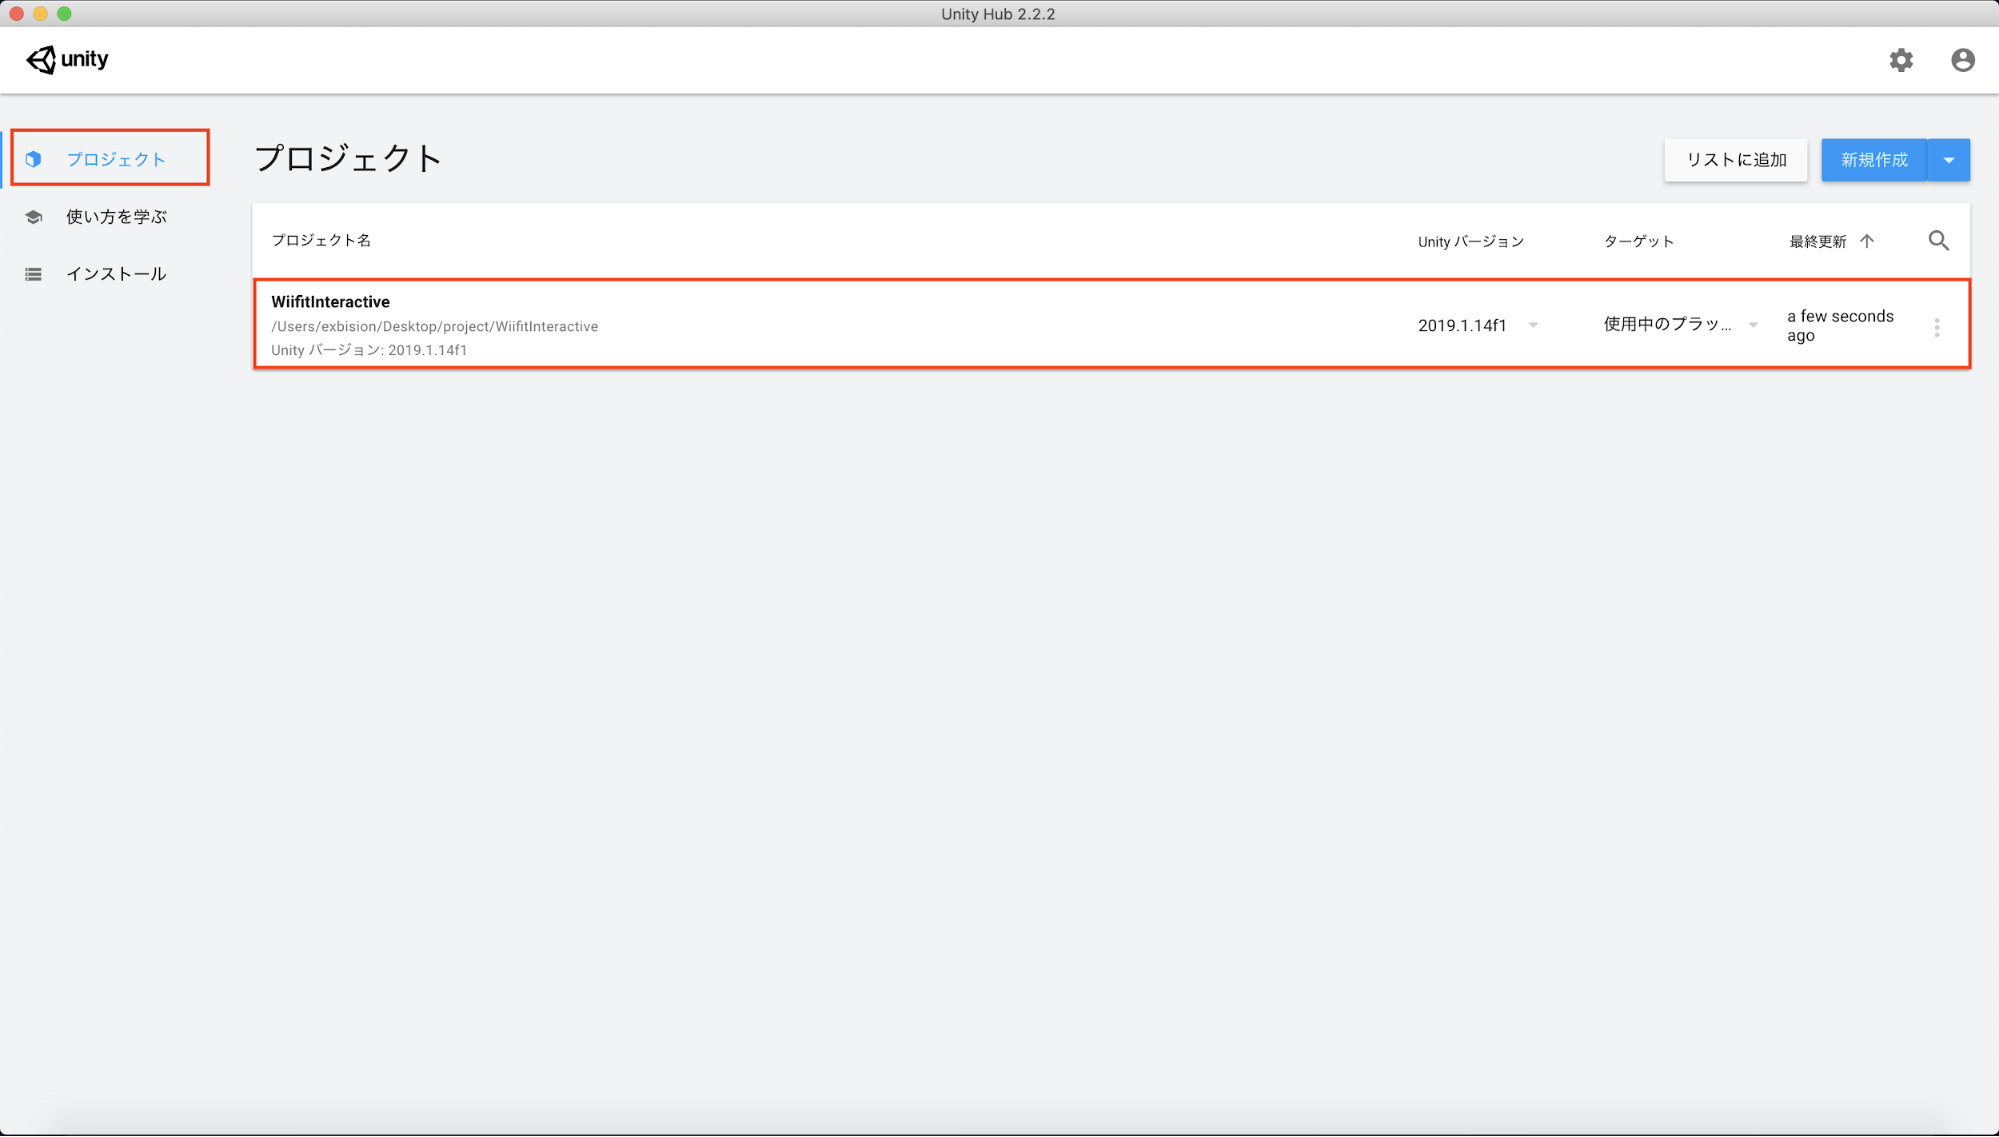 Unity Hub 2.2.2
unity
プロジェクト
使い方を学ぶ
インストール
プロジェクト
リストに追加
新規作成
プロジェクト名
Unity バージョン
ターゲット
最終更新
WiifitInteractive
/Users/exbision/Desktop/project/WiifitInteractive
Unity バージョン: 2019.1.14f1
2019.1.14f1
使用中のプラッ...
a few seconds
ago